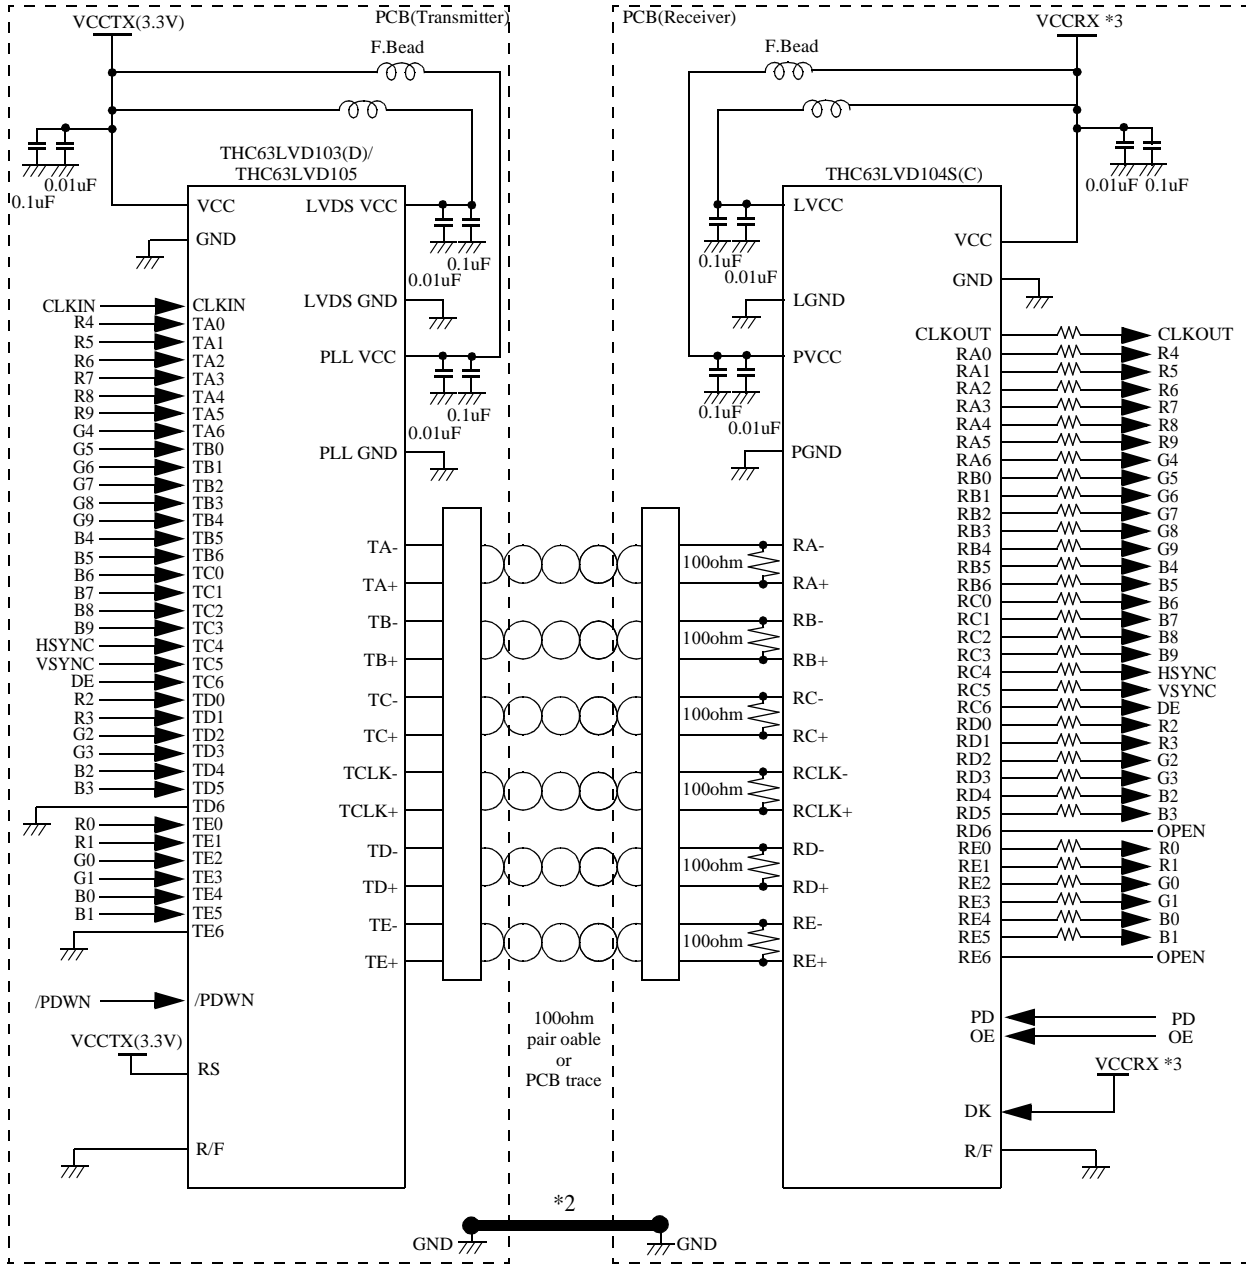 PCB(Transmitter)
VCCTX(3.3V)
F.Bead
0.01uF
0.1uF
THC63LVD103(D)/
THC63LVD105
VCC
GND
LVDS VCC
0.1uF
0.01uF
LVDS GND
PLL VCC
0.1uF
0.01uF
PLL GND
CLKIN CLKIN
R4 TA0
R5 TA1
R6 TA2
R7 TA3
R8 TA4
R9 TA5
G4 TA6
G5 TB0
G6 TB1
G7 TB2
G8 TB3
G9 TB4
B4 TB5
B5 TB6
B6 TC0
B7 TC1
B8 TC2
B9 TC3
HSYNC TC4
VSYNC TC5
DE TC6
R2 TD0
R3 TD1
G2 TD2
G3 TD3
B2 TD4
B3 TD5
TD6
R0 TE0
R1 TE1
G0 TE2
G1 TE3
B0 TE4
B1 TE5
TE6
/PDWN /PDWN
VCCTX(3.3V)
RS
R/F
TA-
TA+
TB-
TB+
TC-
TC+
TCLK-
TCLK+
TD-
TD+
TE-
TE+
100ohm
pair oable
or
PCB trace
*2
GND GND
PCB(Receiver)
VCCRX *3
F.Bead
0.01uF 0.1uF
THC63LVD104S(C)
LVCC
0.1uF
0.01uF
LGND
PVCC
0.1uF
0.01uF
PGND
100ohm RA-
RA+
100ohm RB-
RB+
100ohm RC-
RC+
100ohm RCLK-
RCLK+
100ohm RD-
RD+
100ohm RE-
RE+
VCC
GND
CLKOUT CLKOUT
RA0 R4
RA1 R5
RA2 R6
RA3 R7
RA4 R8
RA5 R9
RA6 G4
RB0 G5
RB1 G6
RB2 G7
RB3 G8
RB4 G9
RB5 B4
RB6 B5
RC0 B6
RC1 B7
RC2 B8
RC3 B9
RC4 HSYNC
RC5 VSYNC
RC6 DE
RD0 R2
RD1 R3
RD2 G2
RD3 G3
RD4 B2
RD5 B3
RD6 OPEN
RE0 R0
RE1 R1
RE2 G0
RE3 G1
RE4 B0
RE5 B1
RE6 OPEN
PD PD
OE OE
VCCRX *3
DK
R/F